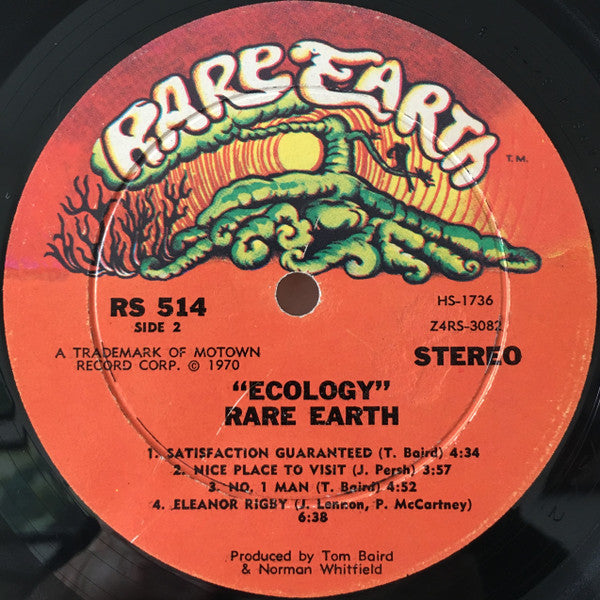 RARE EARTH
T.M.
RS 514
SIDE 2
HS-1736
Z4RS-3082
A TRADEMARK OF MOTOWN
RECORD CORP. © 1970
STEREO
"ECOLOGY"
RARE EARTH
1. SATISFACTION GUARANTEED (T. Baird) 4:34
2. NICE PLACE TO VISIT (J. Persh) 3:57
3. NO. 1 MAN (T. Baird) 4:52
4. ELEANOR RIGBY (J. Lennon, P. McCartney)
6:38
Produced by Tom Baird
& Norman Whitfield